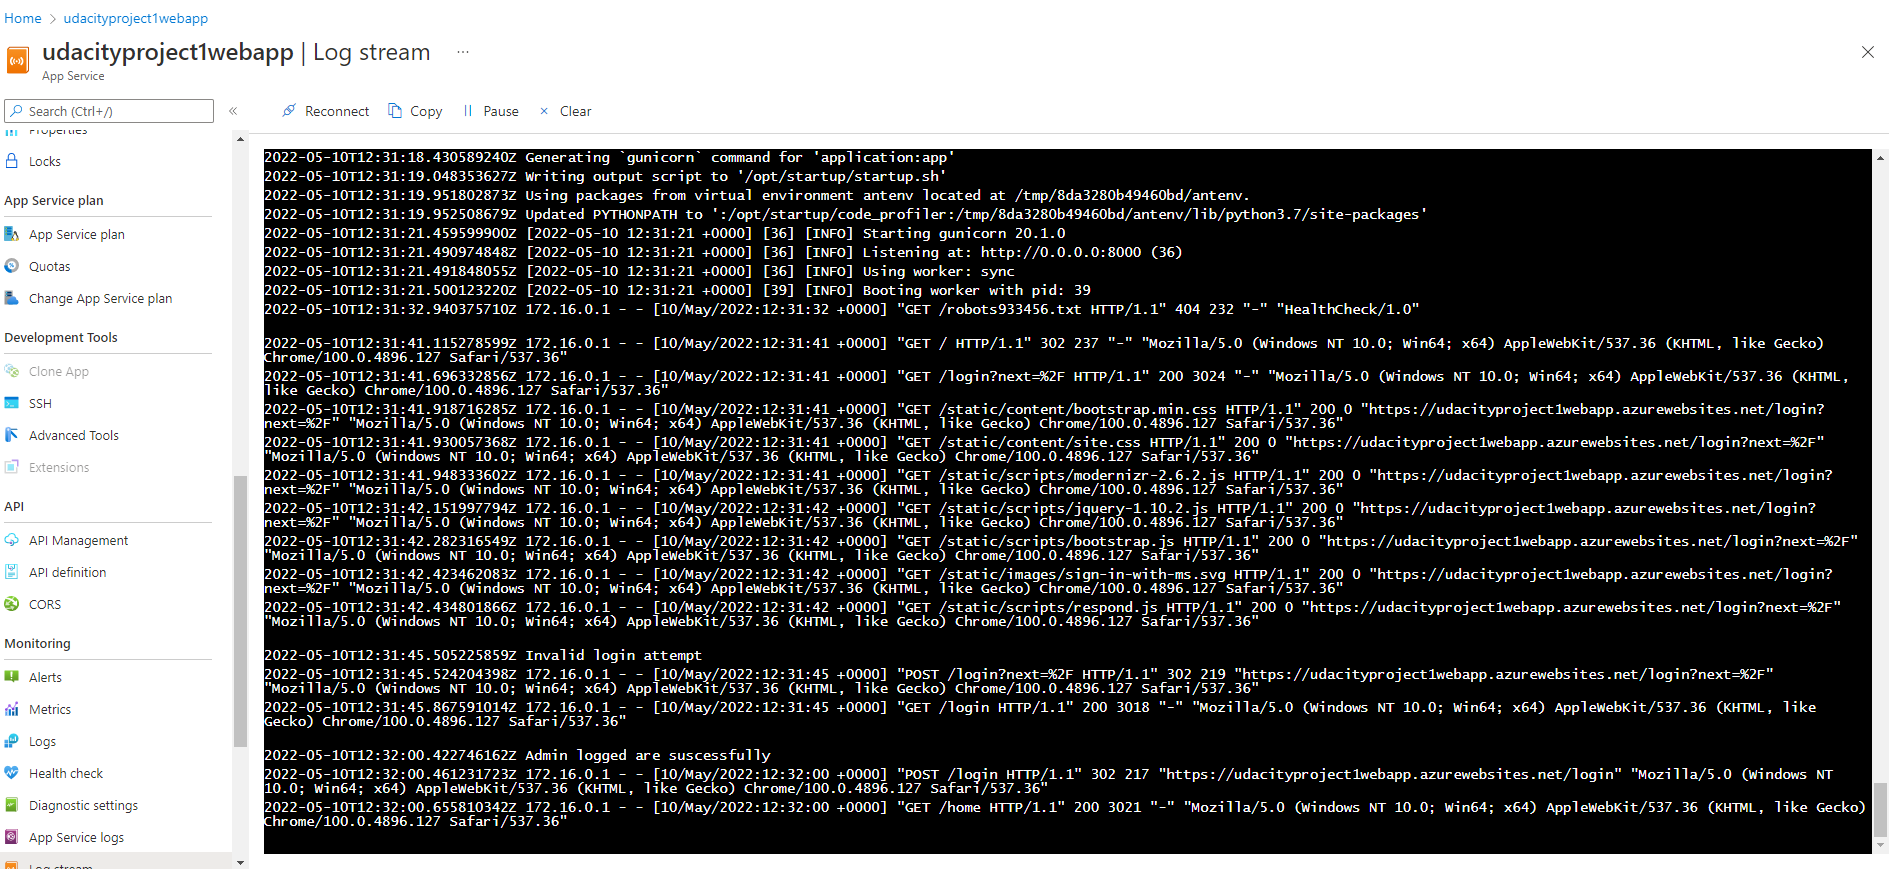 Home > udacityproject1webapp
udacityproject1webapp | Log stream ...
App Service
Search (Ctrl+/) «
Reconnect Copy Pause Clear
Properties
Locks
App Service plan
App Service plan
Quotas
Change App Service plan
Development Tools
Clone App
SSH
Advanced Tools
Extensions
API
API Management
API definition
CORS
Monitoring
Alerts
Metrics
Logs
Health check
Diagnostic settings
App Service logs
Log stream
2022-05-10T12:31:18.430589240Z Generating `gunicorn` command for 'application:app'
2022-05-10T12:31:19.048353627Z Writing output script to '/opt/startup/startup.sh'
2022-05-10T12:31:19.951802873Z Using packages from virtual environment antenv located at /tmp/8da3280b49460bd/antenv.
2022-05-10T12:31:19.952508679Z Updated PYTHONPATH to ':/opt/startup/code_profiler:/tmp/8da3280b49460bd/antenv/lib/python3.7/site-packages'
2022-05-10T12:31:21.459599900Z [2022-05-10 12:31:21 +0000] [36] [INFO] Starting gunicorn 20.1.0
2022-05-10T12:31:21.490974848Z [2022-05-10 12:31:21 +0000] [36] [INFO] Listening at: http://0.0.0.0:8000 (36)
2022-05-10T12:31:21.491848055Z [2022-05-10 12:31:21 +0000] [36] [INFO] Using worker: sync
2022-05-10T12:31:21.500123220Z [2022-05-10 12:31:21 +0000] [39] [INFO] Booting worker with pid: 39
2022-05-10T12:31:32.940375710Z 172.16.0.1 - - [10/May/2022:12:31:32 +0000] "GET /robots933456.txt HTTP/1.1" 404 232 "-" "HealthCheck/1.0"
2022-05-10T12:31:41.115278599Z 172.16.0.1 - - [10/May/2022:12:31:41 +0000] "GET / HTTP/1.1" 302 237 "-" "Mozilla/5.0 (Windows NT 10.0; Win64; x64) AppleWebKit/537.36 (KHTML, like Gecko)
Chrome/100.0.4896.127 Safari/537.36"
2022-05-10T12:31:41.696332856Z 172.16.0.1 - - [10/May/2022:12:31:41 +0000] "GET /login?next=%2F HTTP/1.1" 200 3024 "-" "Mozilla/5.0 (Windows NT 10.0; Win64; x64) AppleWebKit/537.36 (KHTML,
like Gecko) Chrome/100.0.4896.127 Safari/537.36"
2022-05-10T12:31:41.918716285Z 172.16.0.1 - - [10/May/2022:12:31:41 +0000] "GET /static/content/bootstrap.min.css HTTP/1.1" 200 0 "https://udacityproject1webapp.azurewebsites.net/login?
next=%2F" "Mozilla/5.0 (Windows NT 10.0; Win64; x64) AppleWebKit/537.36 (KHTML, like Gecko) Chrome/100.0.4896.127 Safari/537.36"
2022-05-10T12:31:41.930057368Z 172.16.0.1 - - [10/May/2022:12:31:41 +0000] "GET /static/content/site.css HTTP/1.1" 200 0 "https://udacityproject1webapp.azurewebsites.net/login?next=%2F"
"Mozilla/5.0 (Windows NT 10.0; Win64; x64) AppleWebKit/537.36 (KHTML, like Gecko) Chrome/100.0.4896.127 Safari/537.36"
2022-05-10T12:31:41.948333602Z 172.16.0.1 - - [10/May/2022:12:31:41 +0000] "GET /static/scripts/modernizr-2.6.2.js HTTP/1.1" 200 0 "https://udacityproject1webapp.azurewebsites.net/login?
next=%2F" "Mozilla/5.0 (Windows NT 10.0; Win64; x64) AppleWebKit/537.36 (KHTML, like Gecko) Chrome/100.0.4896.127 Safari/537.36"
2022-05-10T12:31:42.151997794Z 172.16.0.1 - - [10/May/2022:12:31:42 +0000] "GET /static/scripts/jquery-1.10.2.js HTTP/1.1" 200 0 "https://udacityproject1webapp.azurewebsites.net/login?
next=%2F" "Mozilla/5.0 (Windows NT 10.0; Win64; x64) AppleWebKit/537.36 (KHTML, like Gecko) Chrome/100.0.4896.127 Safari/537.36"
2022-05-10T12:31:42.282316549Z 172.16.0.1 - - [10/May/2022:12:31:42 +0000] "GET /static/scripts/bootstrap.js HTTP/1.1" 200 0 "https://udacityproject1webapp.azurewebsites.net/login?next=%2F"
"Mozilla/5.0 (Windows NT 10.0; Win64; x64) AppleWebKit/537.36 (KHTML, like Gecko) Chrome/100.0.4896.127 Safari/537.36"
2022-05-10T12:31:42.423462083Z 172.16.0.1 - - [10/May/2022:12:31:42 +0000] "GET /static/images/sign-in-with-ms.svg HTTP/1.1" 200 0 "https://udacityproject1webapp.azurewebsites.net/login?
next=%2F" "Mozilla/5.0 (Windows NT 10.0; Win64; x64) AppleWebKit/537.36 (KHTML, like Gecko) Chrome/100.0.4896.127 Safari/537.36"
2022-05-10T12:31:42.434801866Z 172.16.0.1 - - [10/May/2022:12:31:42 +0000] "GET /static/scripts/respond.js HTTP/1.1" 200 0 "https://udacityproject1webapp.azurewebsites.net/login?next=%2F"
"Mozilla/5.0 (Windows NT 10.0; Win64; x64) AppleWebKit/537.36 (KHTML, like Gecko) Chrome/100.0.4896.127 Safari/537.36"
2022-05-10T12:31:45.505225859Z Invalid login attempt
2022-05-10T12:31:45.524204398Z 172.16.0.1 - - [10/May/2022:12:31:45 +0000] "POST /login?next=%2F HTTP/1.1" 302 219 "https://udacityproject1webapp.azurewebsites.net/login?next=%2F"
"Mozilla/5.0 (Windows NT 10.0; Win64; x64) AppleWebKit/537.36 (KHTML, like Gecko) Chrome/100.0.4896.127 Safari/537.36"
2022-05-10T12:31:45.867591014Z 172.16.0.1 - - [10/May/2022:12:31:45 +0000] "GET /login HTTP/1.1" 200 3018 "-" "Mozilla/5.0 (Windows NT 10.0; Win64; x64) AppleWebKit/537.36 (KHTML, like
Gecko) Chrome/100.0.4896.127 Safari/537.36"
2022-05-10T12:32:00.422746162Z Admin logged are suscessfully
2022-05-10T12:32:00.461231723Z 172.16.0.1 - - [10/May/2022:12:32:00 +0000] "POST /login HTTP/1.1" 302 217 "https://udacityproject1webapp.azurewebsites.net/login" "Mozilla/5.0 (Windows NT
10.0; Win64; x64) AppleWebKit/537.36 (KHTML, like Gecko) Chrome/100.0.4896.127 Safari/537.36"
2022-05-10T12:32:00.655810342Z 172.16.0.1 - - [10/May/2022:12:32:00 +0000] "GET /home HTTP/1.1" 200 3021 "-" "Mozilla/5.0 (Windows NT 10.0; Win64; x64) AppleWebKit/537.36 (KHTML, like Gecko)
Chrome/100.0.4896.127 Safari/537.36"